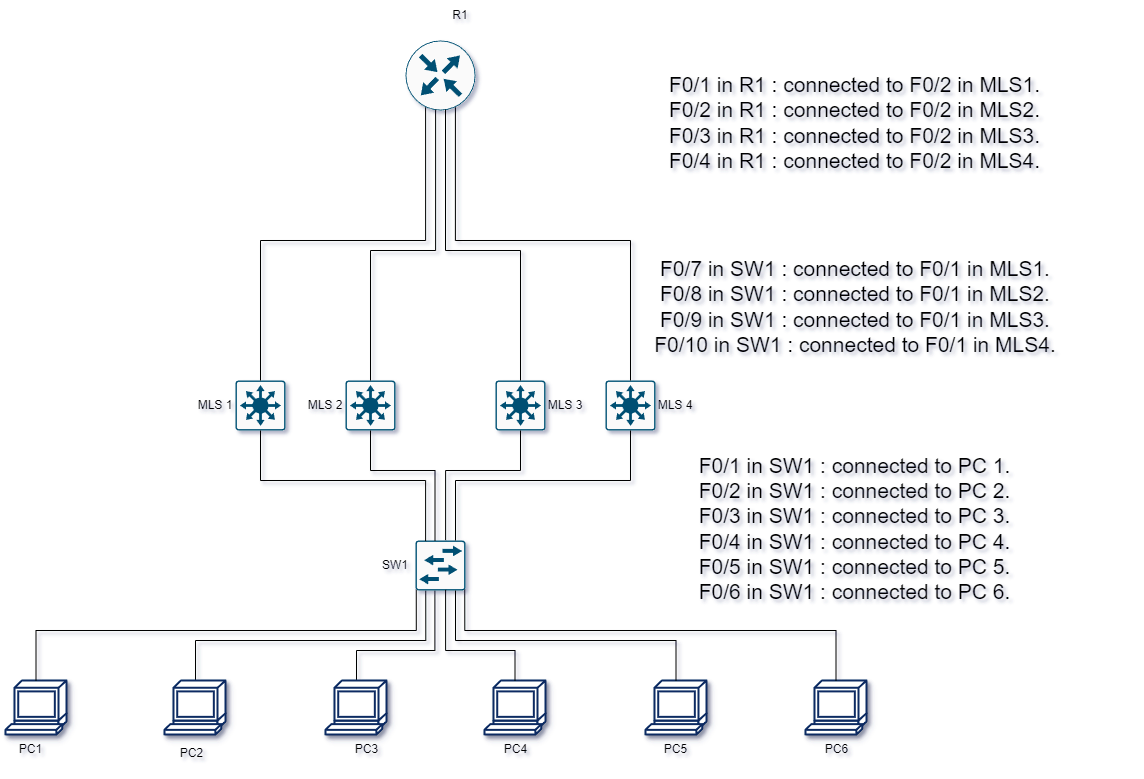 R1
F0/1 in R1 : connected to F0/2 in MLS1.
F0/2 in R1 : connected to F0/2 in MLS2.
F0/3 in R1 : connected to F0/2 in MLS3.
F0/4 in R1 : connected to F0/2 in MLS4.
F0/7 in SW1 : connected to F0/1 in MLS1.
F0/8 in SW1 : connected to F0/1 in MLS2.
F0/9 in SW1 : connected to F0/1 in MLS3.
F0/10 in SW1 : connected to F0/1 in MLS4.
MLS 1
MLS 2
MLS 3
MLS 4
F0/1 in SW1 : connected to PC 1.
F0/2 in SW1 : connected to PC 2.
F0/3 in SW1 : connected to PC 3.
F0/4 in SW1 : connected to PC 4.
F0/5 in SW1 : connected to PC 5.
F0/6 in SW1 : connected to PC 6.
SW1
PC1
PC2
PC3
PC4
PC5
PC6